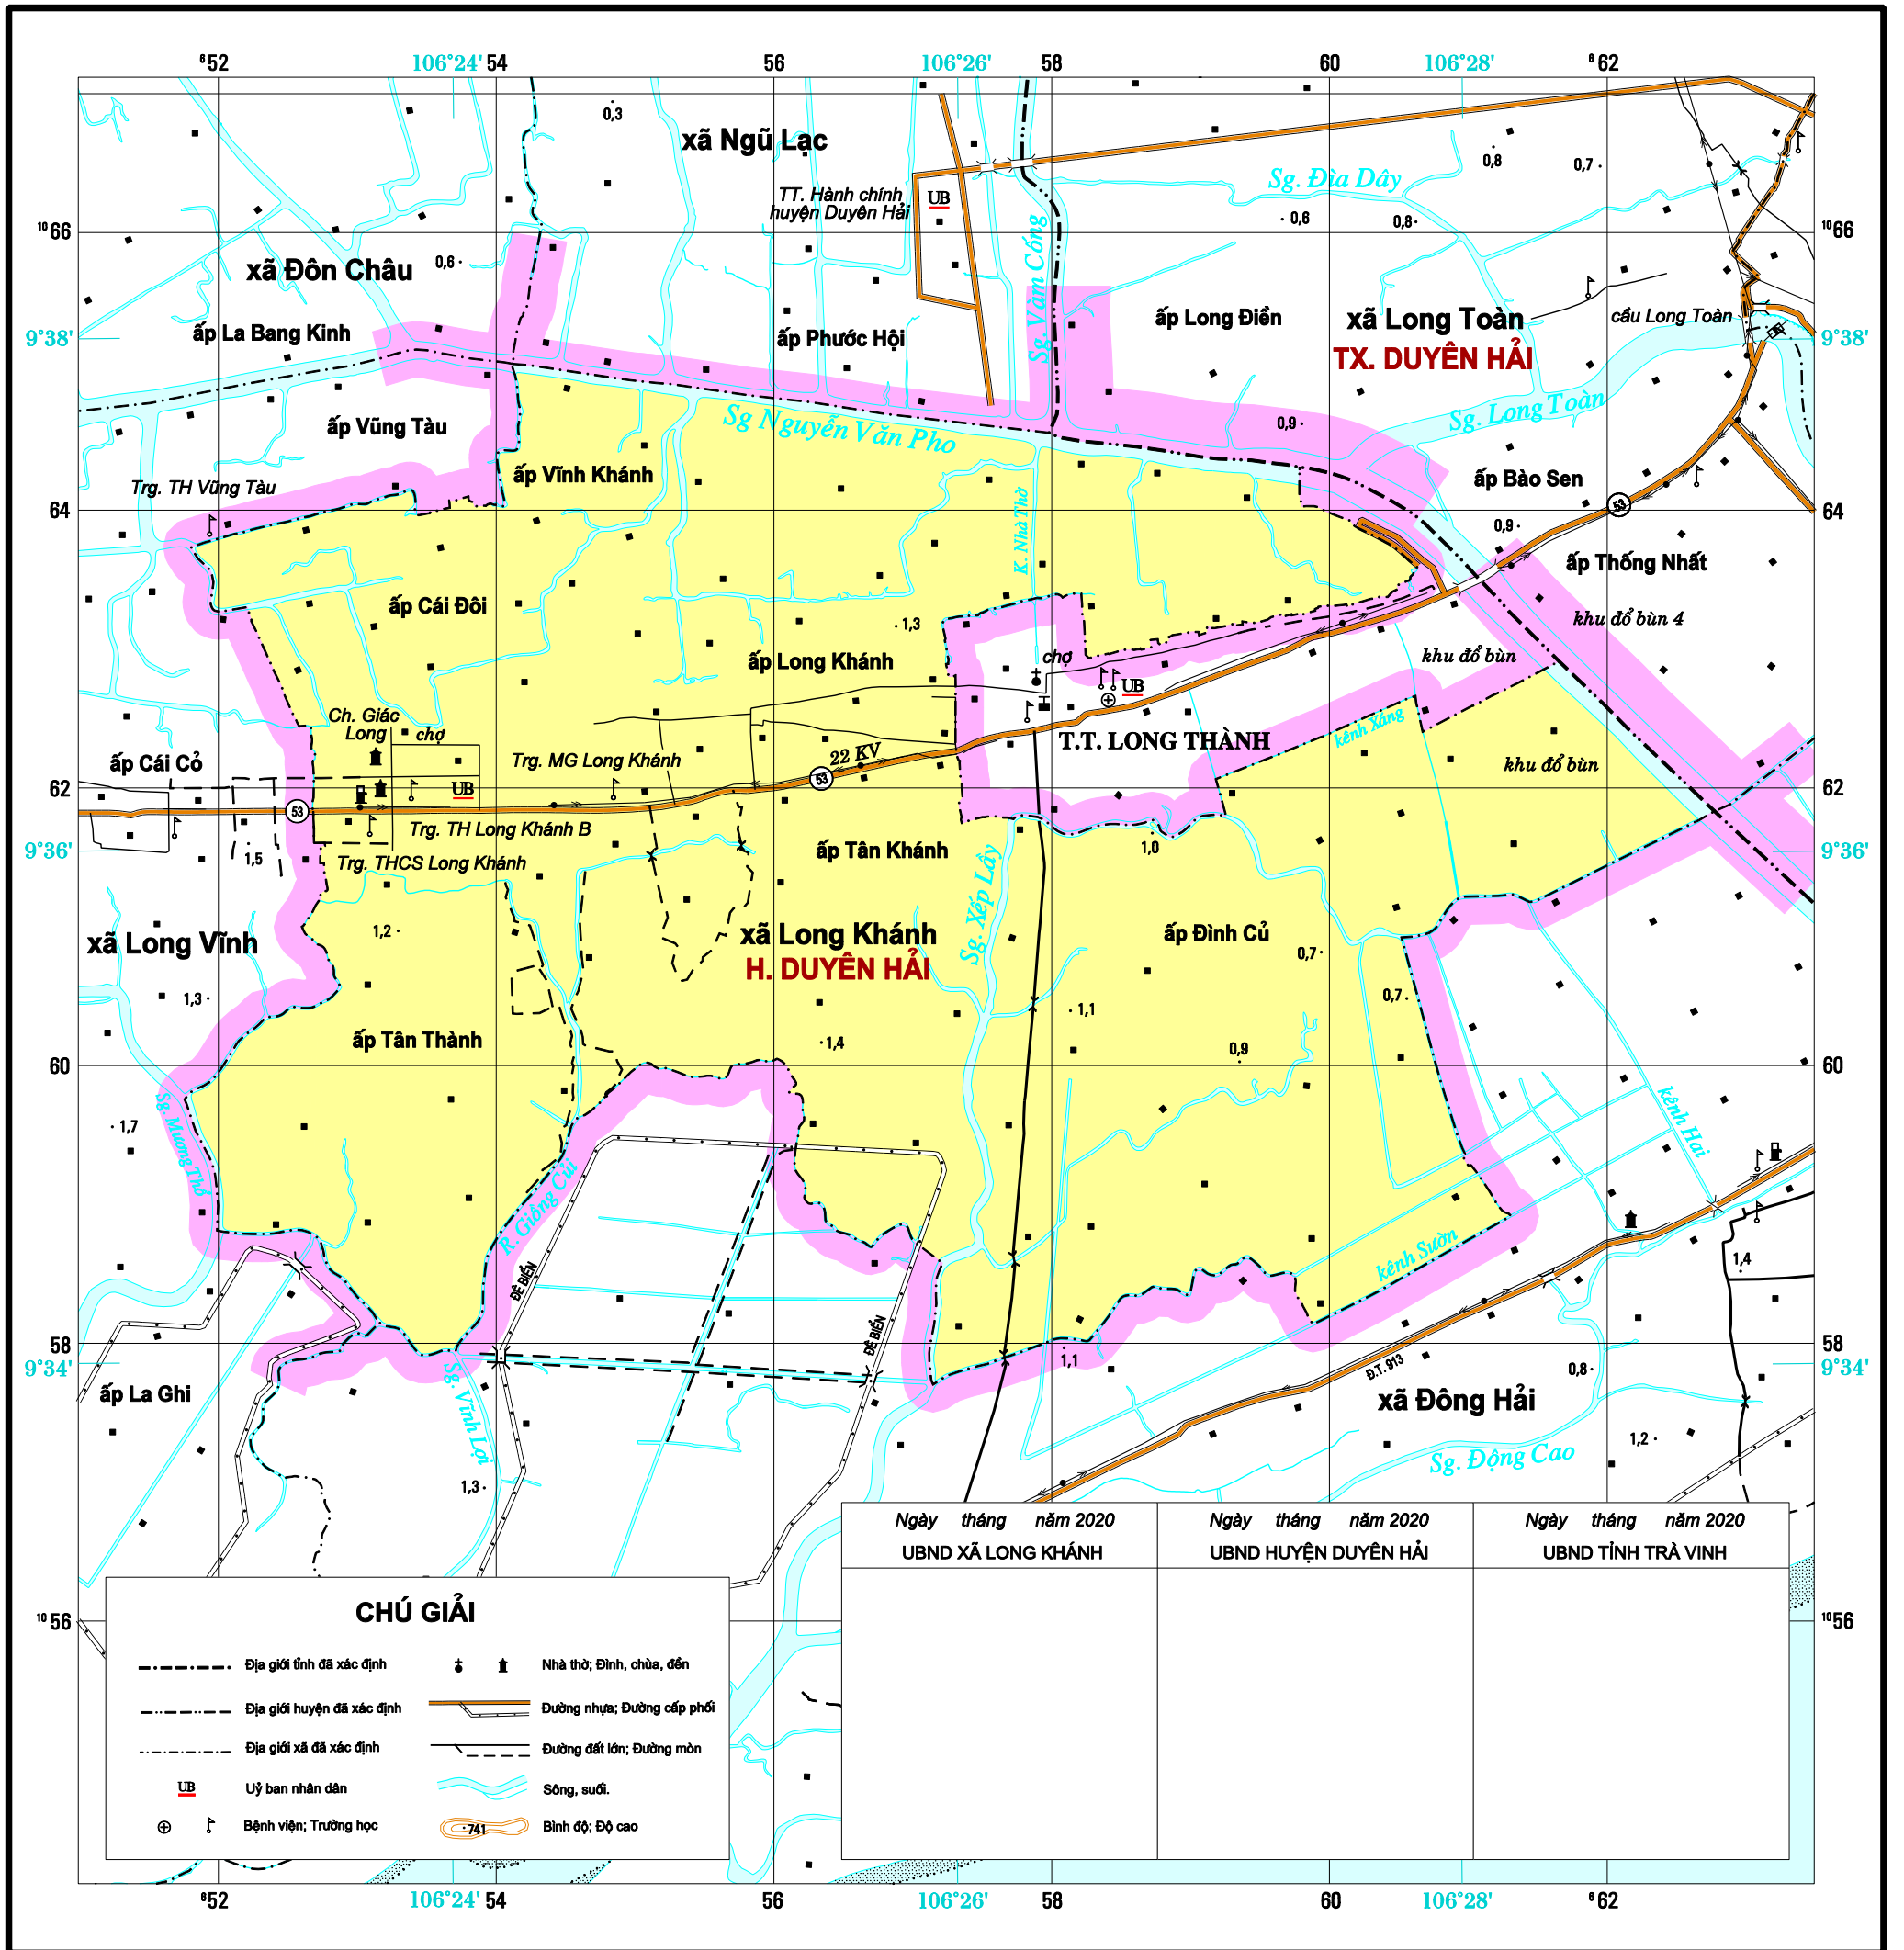 ⁶52 106°24' 54 56 106°26' 58 60 106°28' ⁶62
0,3
xã Ngũ Lạc
0,8
0,7
Sg. Đìa Dây
TT. Hành chính
huyện Duyên Hải
UB
0,6
0,8
¹⁰66
¹⁰66
Sg. Vàm Cống
xã Đôn Châu
0,6
ấp La Bang Kinh
ấp Phước Hội
ấp Long Điền
xã Long Toàn
TX. DUYÊN HẢI
cầu Long Toàn
9°38'
9°38'
ấp Vũng Tàu
Sg Nguyễn Văn Pho
0,9
Sg. Long Toàn
ấp Vĩnh Khánh
ấp Bào Sen
Trg. TH Vũng Tàu
K. Nhà Thờ
64
64
53
0,9
ấp Thống Nhất
ấp Cái Đôi
1,3
khu đổ bùn 4
ấp Long Khánh
chợ
khu đổ bùn
UB
Ch. Giác
Long
chợ
kênh Xáng
T.T. LONG THÀNH
ấp Cái Cỏ
Trg. MG Long Khánh
22 KV
khu đổ bùn
UB
53
62
62
53
Trg. TH Long Khánh B
1,5
Trg. THCS Long Khánh
ấp Tân Khánh
1,0
9°36'
9°36'
Sg. Xếp Lầy
xã Long Vĩnh
1,2
xã Long Khánh
H. DUYÊN HẢI
ấp Đình Củ
0,7
1,3
0,7
1,1
ấp Tân Thành
1,4
0,9
60
60
Sg. Mương Thổ
1,7
kênh Hai
R. Giồng Củi
kênh Sườn
1,4
ĐÊ BIỂN
ĐÊ BIỂN
58
58
9°34'
9°34'
1,1
Đ.T. 913
0,8
ấp La Ghi
Sg. Vĩnh Lợi
xã Đông Hải
1,2
Sg. Động Cao
1,3
Ngày tháng năm 2020
UBND XÃ LONG KHÁNH
Ngày tháng năm 2020
UBND HUYỆN DUYÊN HẢI
Ngày tháng năm 2020
UBND TỈNH TRÀ VINH
¹⁰56
¹⁰56
CHÚ GIẢI
Địa giới tỉnh đã xác định
Nhà thờ; Đình, chùa, đền
Địa giới huyện đã xác định
Đường nhựa; Đường cấp phối
Địa giới xã đã xác định
Đường đất lớn; Đường mòn
UB Uỷ ban nhân dân
Sông, suối.
Bệnh viện; Trường học
741 Bình độ; Độ cao
⁶52 106°24' 54 56 106°26' 58 60 106°28' ⁶62